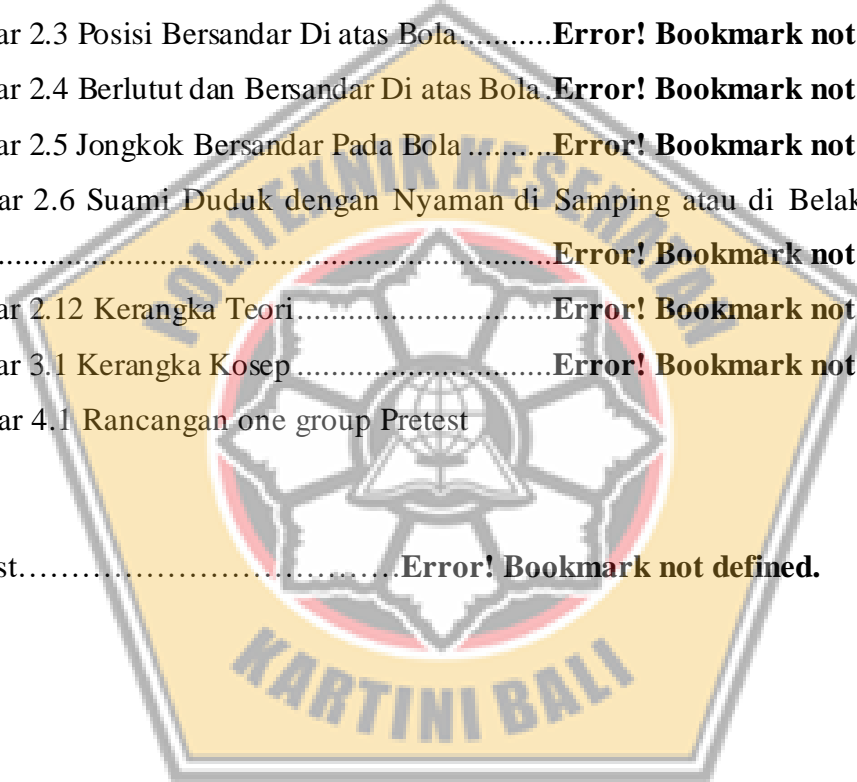 ar 2.3 Posisi Bersandar Di atas Bola...........Error! Bookmark not
ar 2.4 Berlutut dan Bersandar Di atas Bola .Error! Bookmark not
ar 2.5 Jongkok Bersandar Pada Bola ..........Error! Bookmark not
ar 2.6 Suami Duduk dengan Nyaman di Samping atau di Belak
................................................................Error! Bookmark not
ar 2.12 Kerangka Teori............................Error! Bookmark not
ar 3.1 Kerangka Kosep ............................Error! Bookmark not
ar 4.1 Rancangan one group Pretest
st……………………………….Error! Bookmark not defined.
POLITEKNIK KESEHATAN
KARTINI BALI